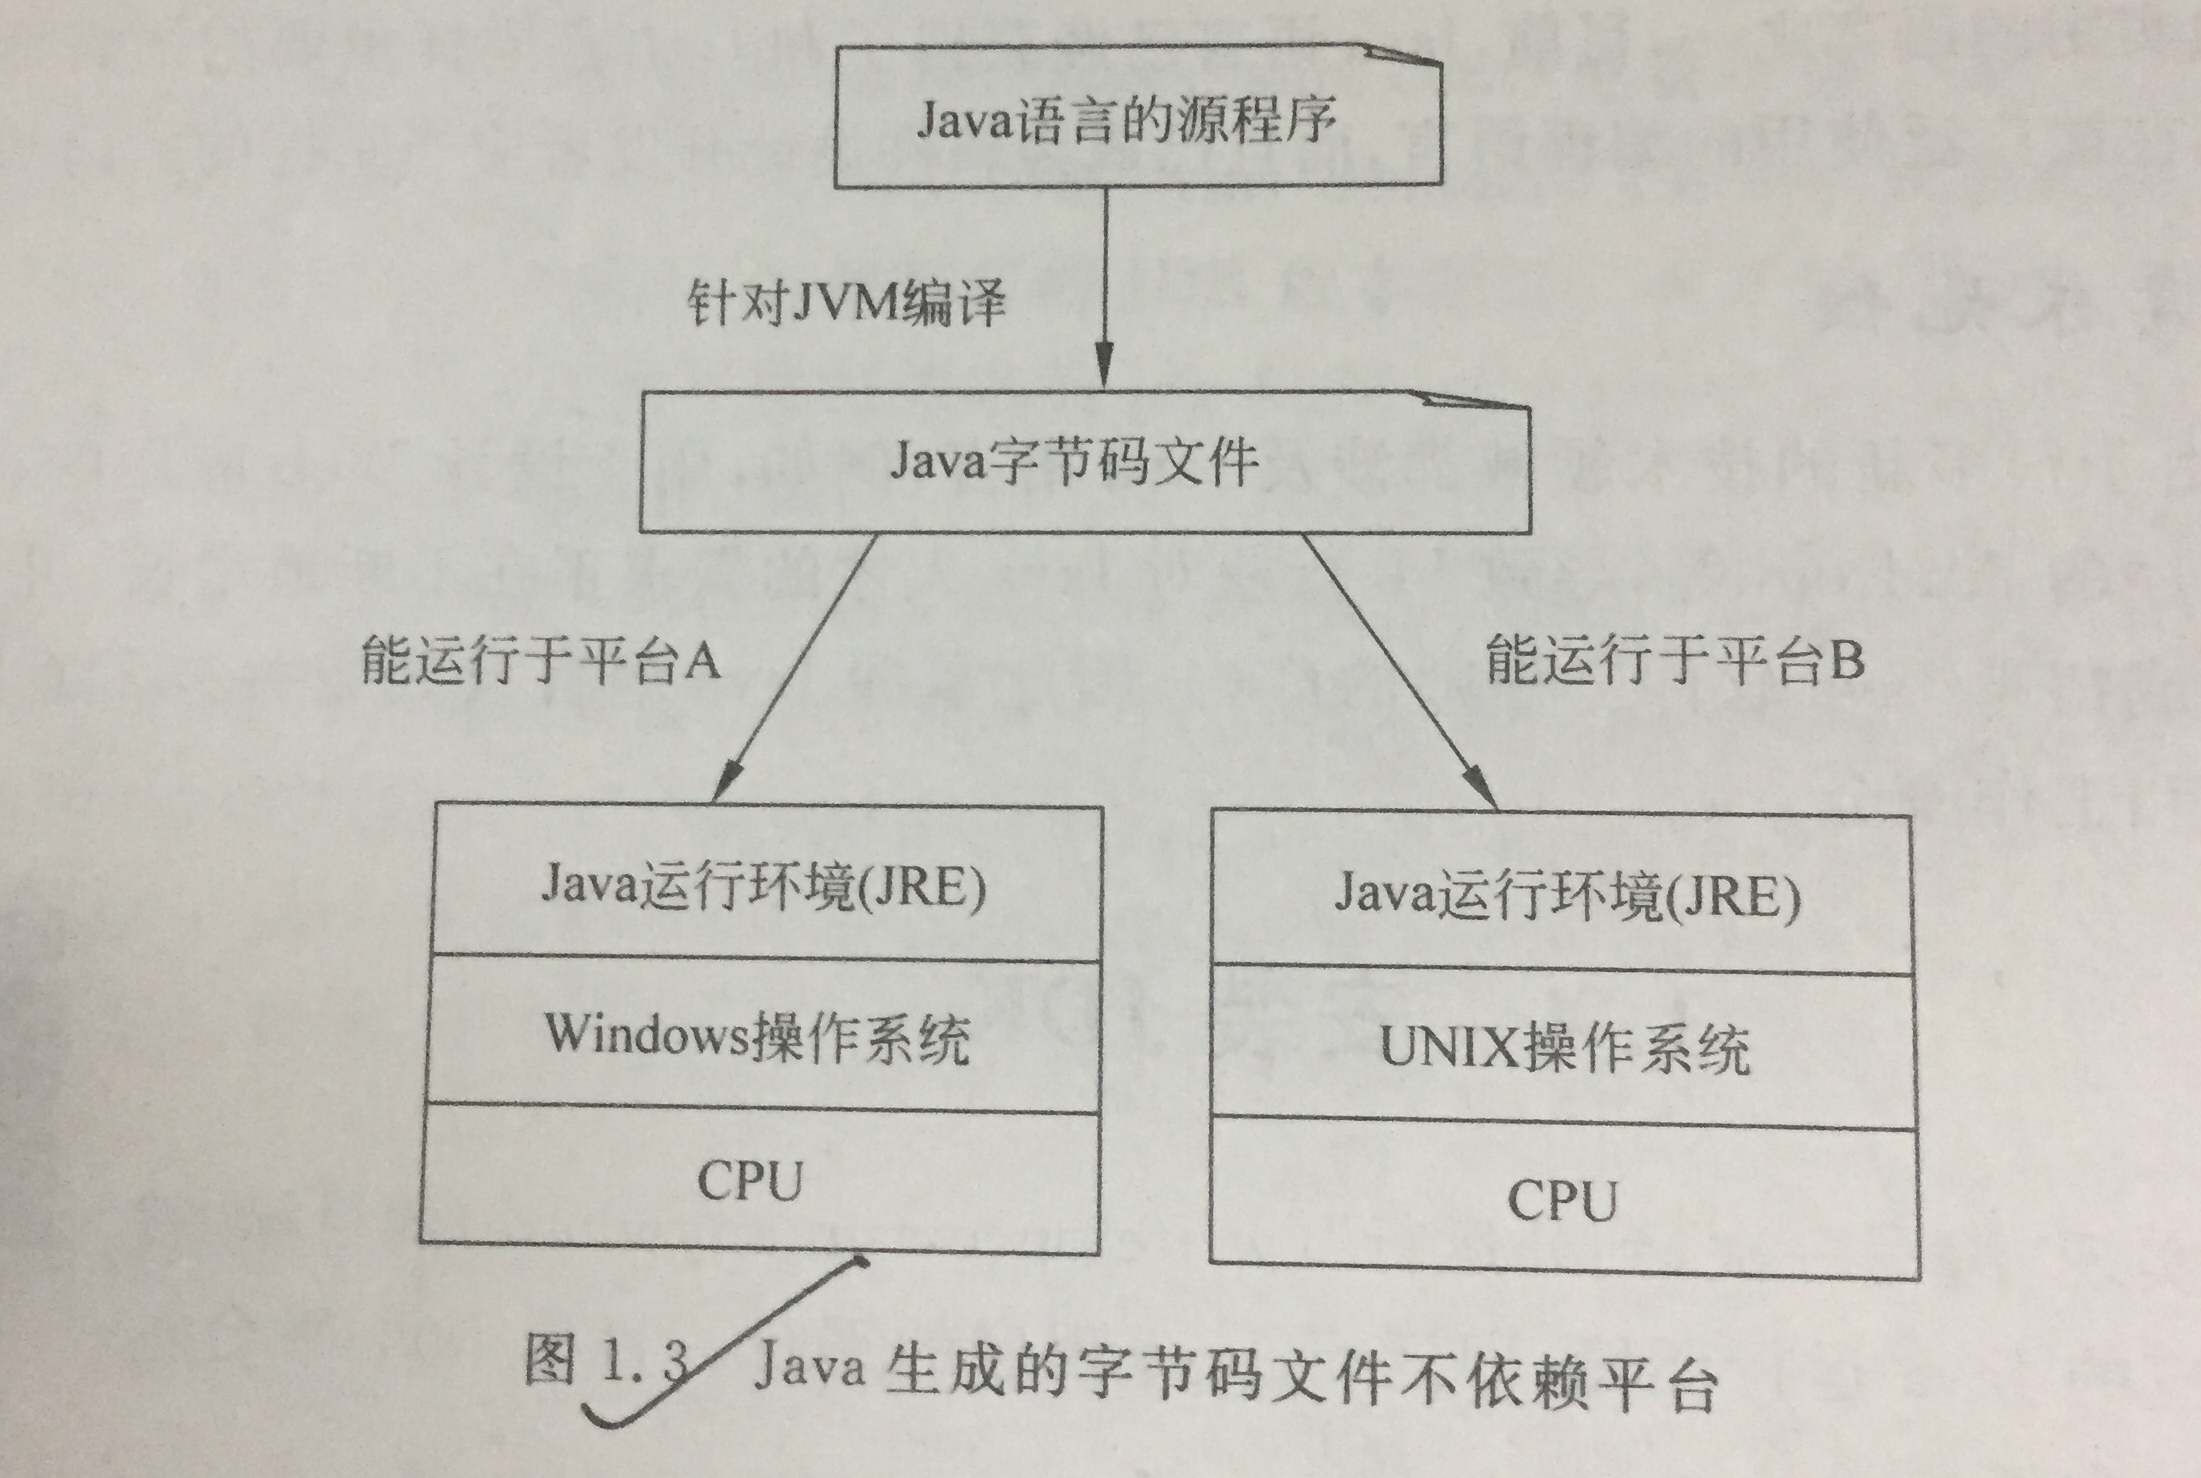 Java语言的源程序
针对JVM编译
Java字节码文件
能运行于平台A
能运行于平台B
Java运行环境(JRE)
Windows操作系统
CPU
Java运行环境(JRE)
UNIX操作系统
CPU
图 1.3 Java 生成的字节码文件不依赖平台